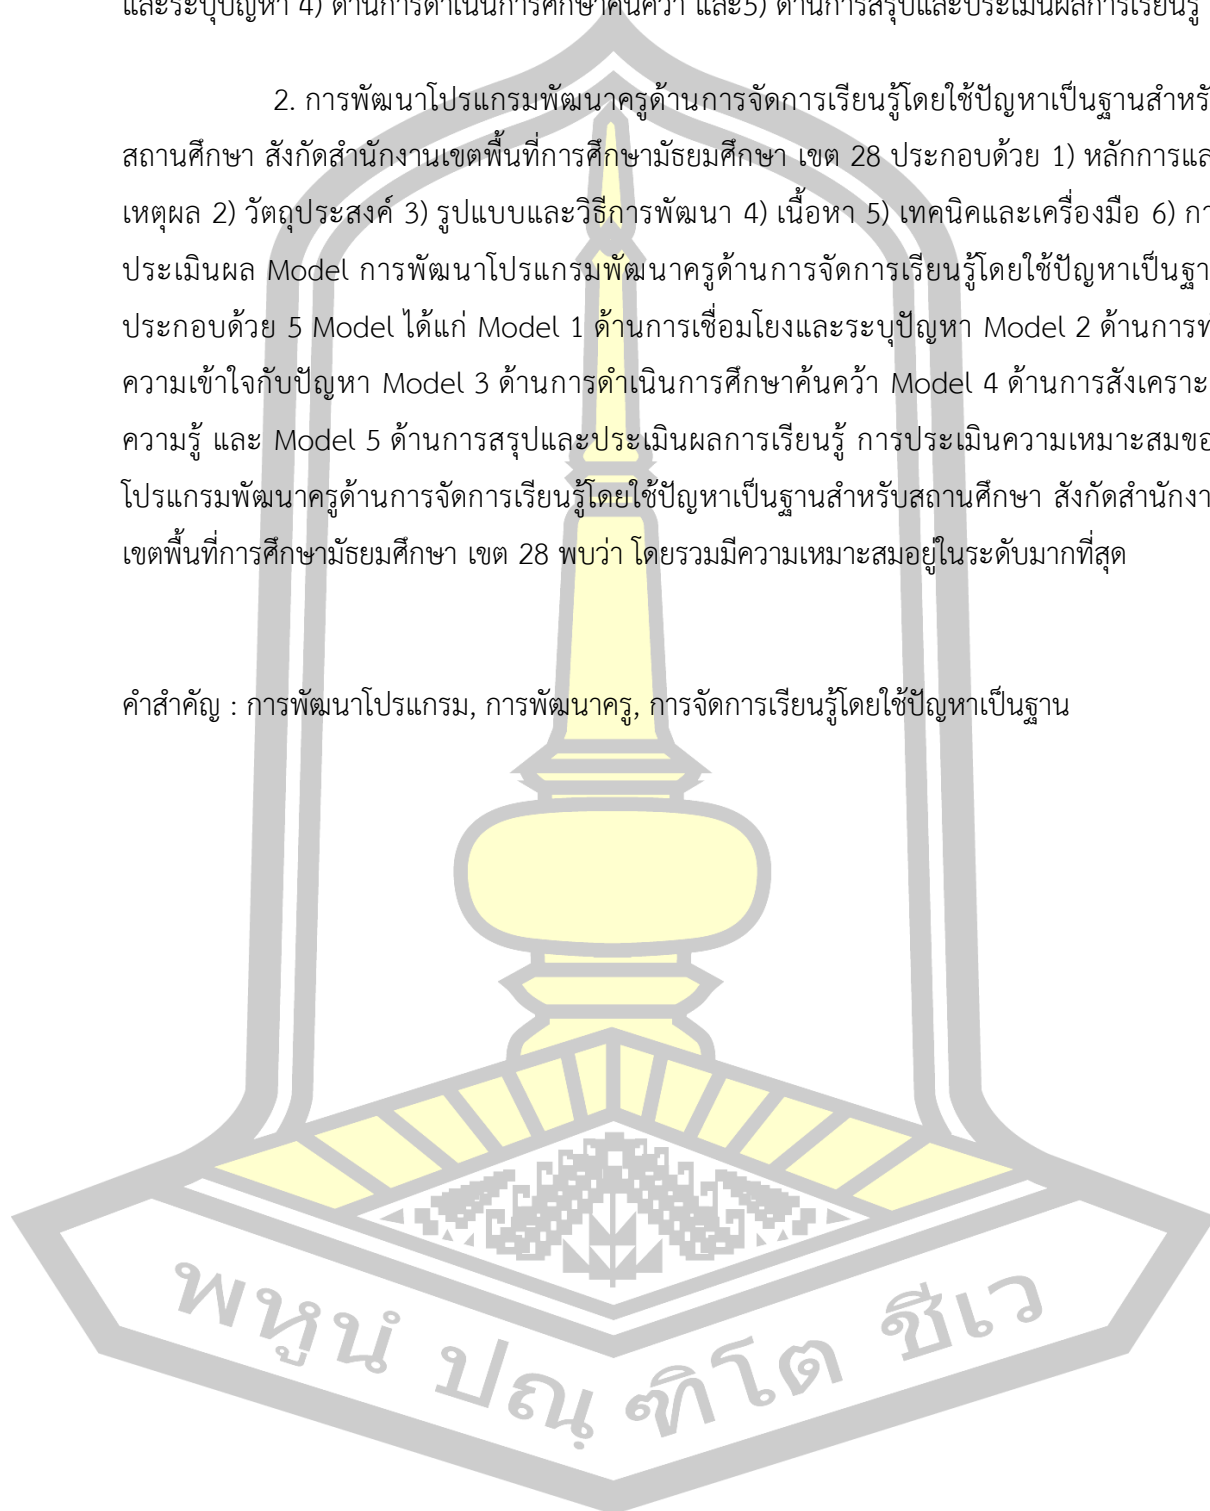 และระบุปัญหา 4) ด้านการดำเนินการศึกษาค้นคว้า และ5) ด้านการสรุปและประเมินผลการเรียนรู้
2. การพัฒนาโปรแกรมพัฒนาครูด้านการจัดการเรียนรู้โดยใช้ปัญหาเป็นฐานสำหรั
สถานศึกษา สังกัดสำนักงานเขตพื้นที่การศึกษามัธยมศึกษา เขต 28 ประกอบด้วย 1) หลักการแล
เหตุผล 2) วัตถุประสงค์ 3) รูปแบบและวิธีการพัฒนา 4) เนื้อหา 5) เทคนิคและเครื่องมือ 6) กา
ประเมินผล Model การพัฒนาโปรแกรมพัฒนาครูด้านการจัดการเรียนรู้โดยใช้ปัญหาเป็นฐา
ประกอบด้วย 5 Model ได้แก่ Model 1 ด้านการเชื่อมโยงและระบุปัญหา Model 2 ด้านการท
ความเข้าใจกับปัญหา Model 3 ด้านการดำเนินการศึกษาค้นคว้า Model 4 ด้านการสังเคราะ
ความรู้ และ Model 5 ด้านการสรุปและประเมินผลการเรียนรู้ การประเมินความเหมาะสมขอ
โปรแกรมพัฒนาครูด้านการจัดการเรียนรู้โดยใช้ปัญหาเป็นฐานสำหรับสถานศึกษา สังกัดสำนักงา
เขตพื้นที่การศึกษามัธยมศึกษา เขต 28 พบว่า โดยรวมมีความเหมาะสมอยู่ในระดับมากที่สุด
คำสำคัญ : การพัฒนาโปรแกรม, การพัฒนาครู, การจัดการเรียนรู้โดยใช้ปัญหาเป็นฐาน
พหูนํ ปณฺฑิโต ชีเว